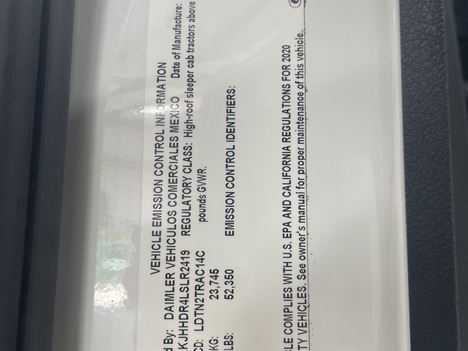 VEHICLE EMISSION CONTROL INFORMATION
d By: DAIMLER VEHICULOS COMERCIALES MEXICO Date of Manufacture:
KJHHDR4LSLR2419 REGULATORY CLASS: High-roof sleeper cab tractors above
CD: LDTN2TRAC14C pounds GVWR.
KG: 23,745
LBS: 52,350 EMISSION CONTROL IDENTIFIERS:
LE COMPLIES WITH U.S. EPA AND CALIFORNIA REGULATIONS FOR 2020
TY VEHICLES. See owner's manual for proper maintenance of this vehicle.